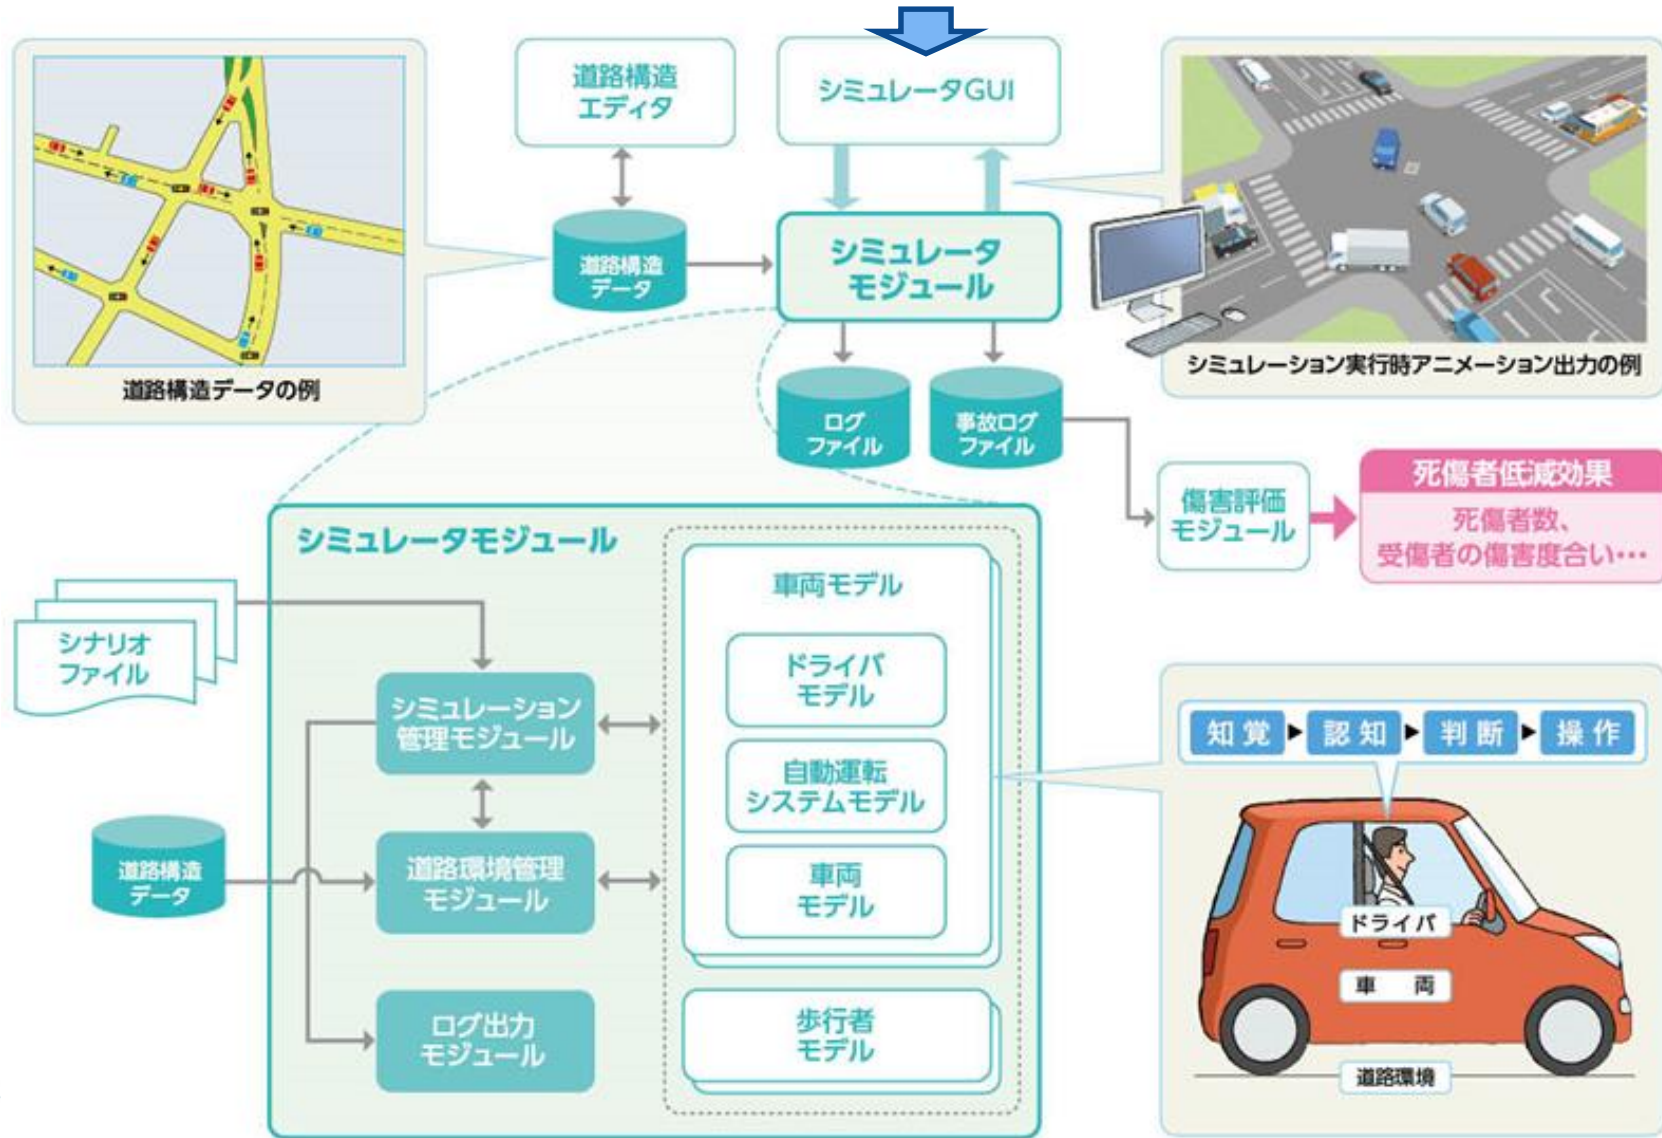 道路構造
エディタ
シミュレータGUI
道路構造
データ
シミュレータ
モジュール
道路構造データの例
シミュレーション実行時アニメーション出力の例
ログ
ファイル
事故ログ
ファイル
傷害評価
モジュール
死傷者低減効果
死傷者数、
受傷者の傷害度合い…
シミュレータモジュール
シナリオ
ファイル
シミュレーション
管理モジュール
道路構造
データ
道路環境管理
モジュール
ログ出力
モジュール
車両モデル
ドライバ
モデル
自動運転
システムモデル
車両
モデル
歩行者
モデル
知覚 ▶ 認知 ▶ 判断 ▶ 操作
ドライバ
車 両
道路環境